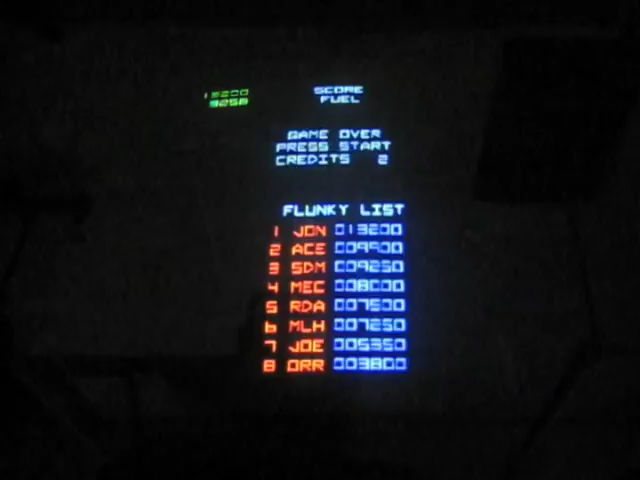 13200 SCORE
9258 FUEL
GAME OVER
PRESS START
CREDITS 2
FLUNKY LIST
1 JON 013200
2 ACE 009900
3 SDM 009250
4 MEC 008000
5 RDA 007500
6 MLH 007250
7 JOE 005350
8 ORR 003800